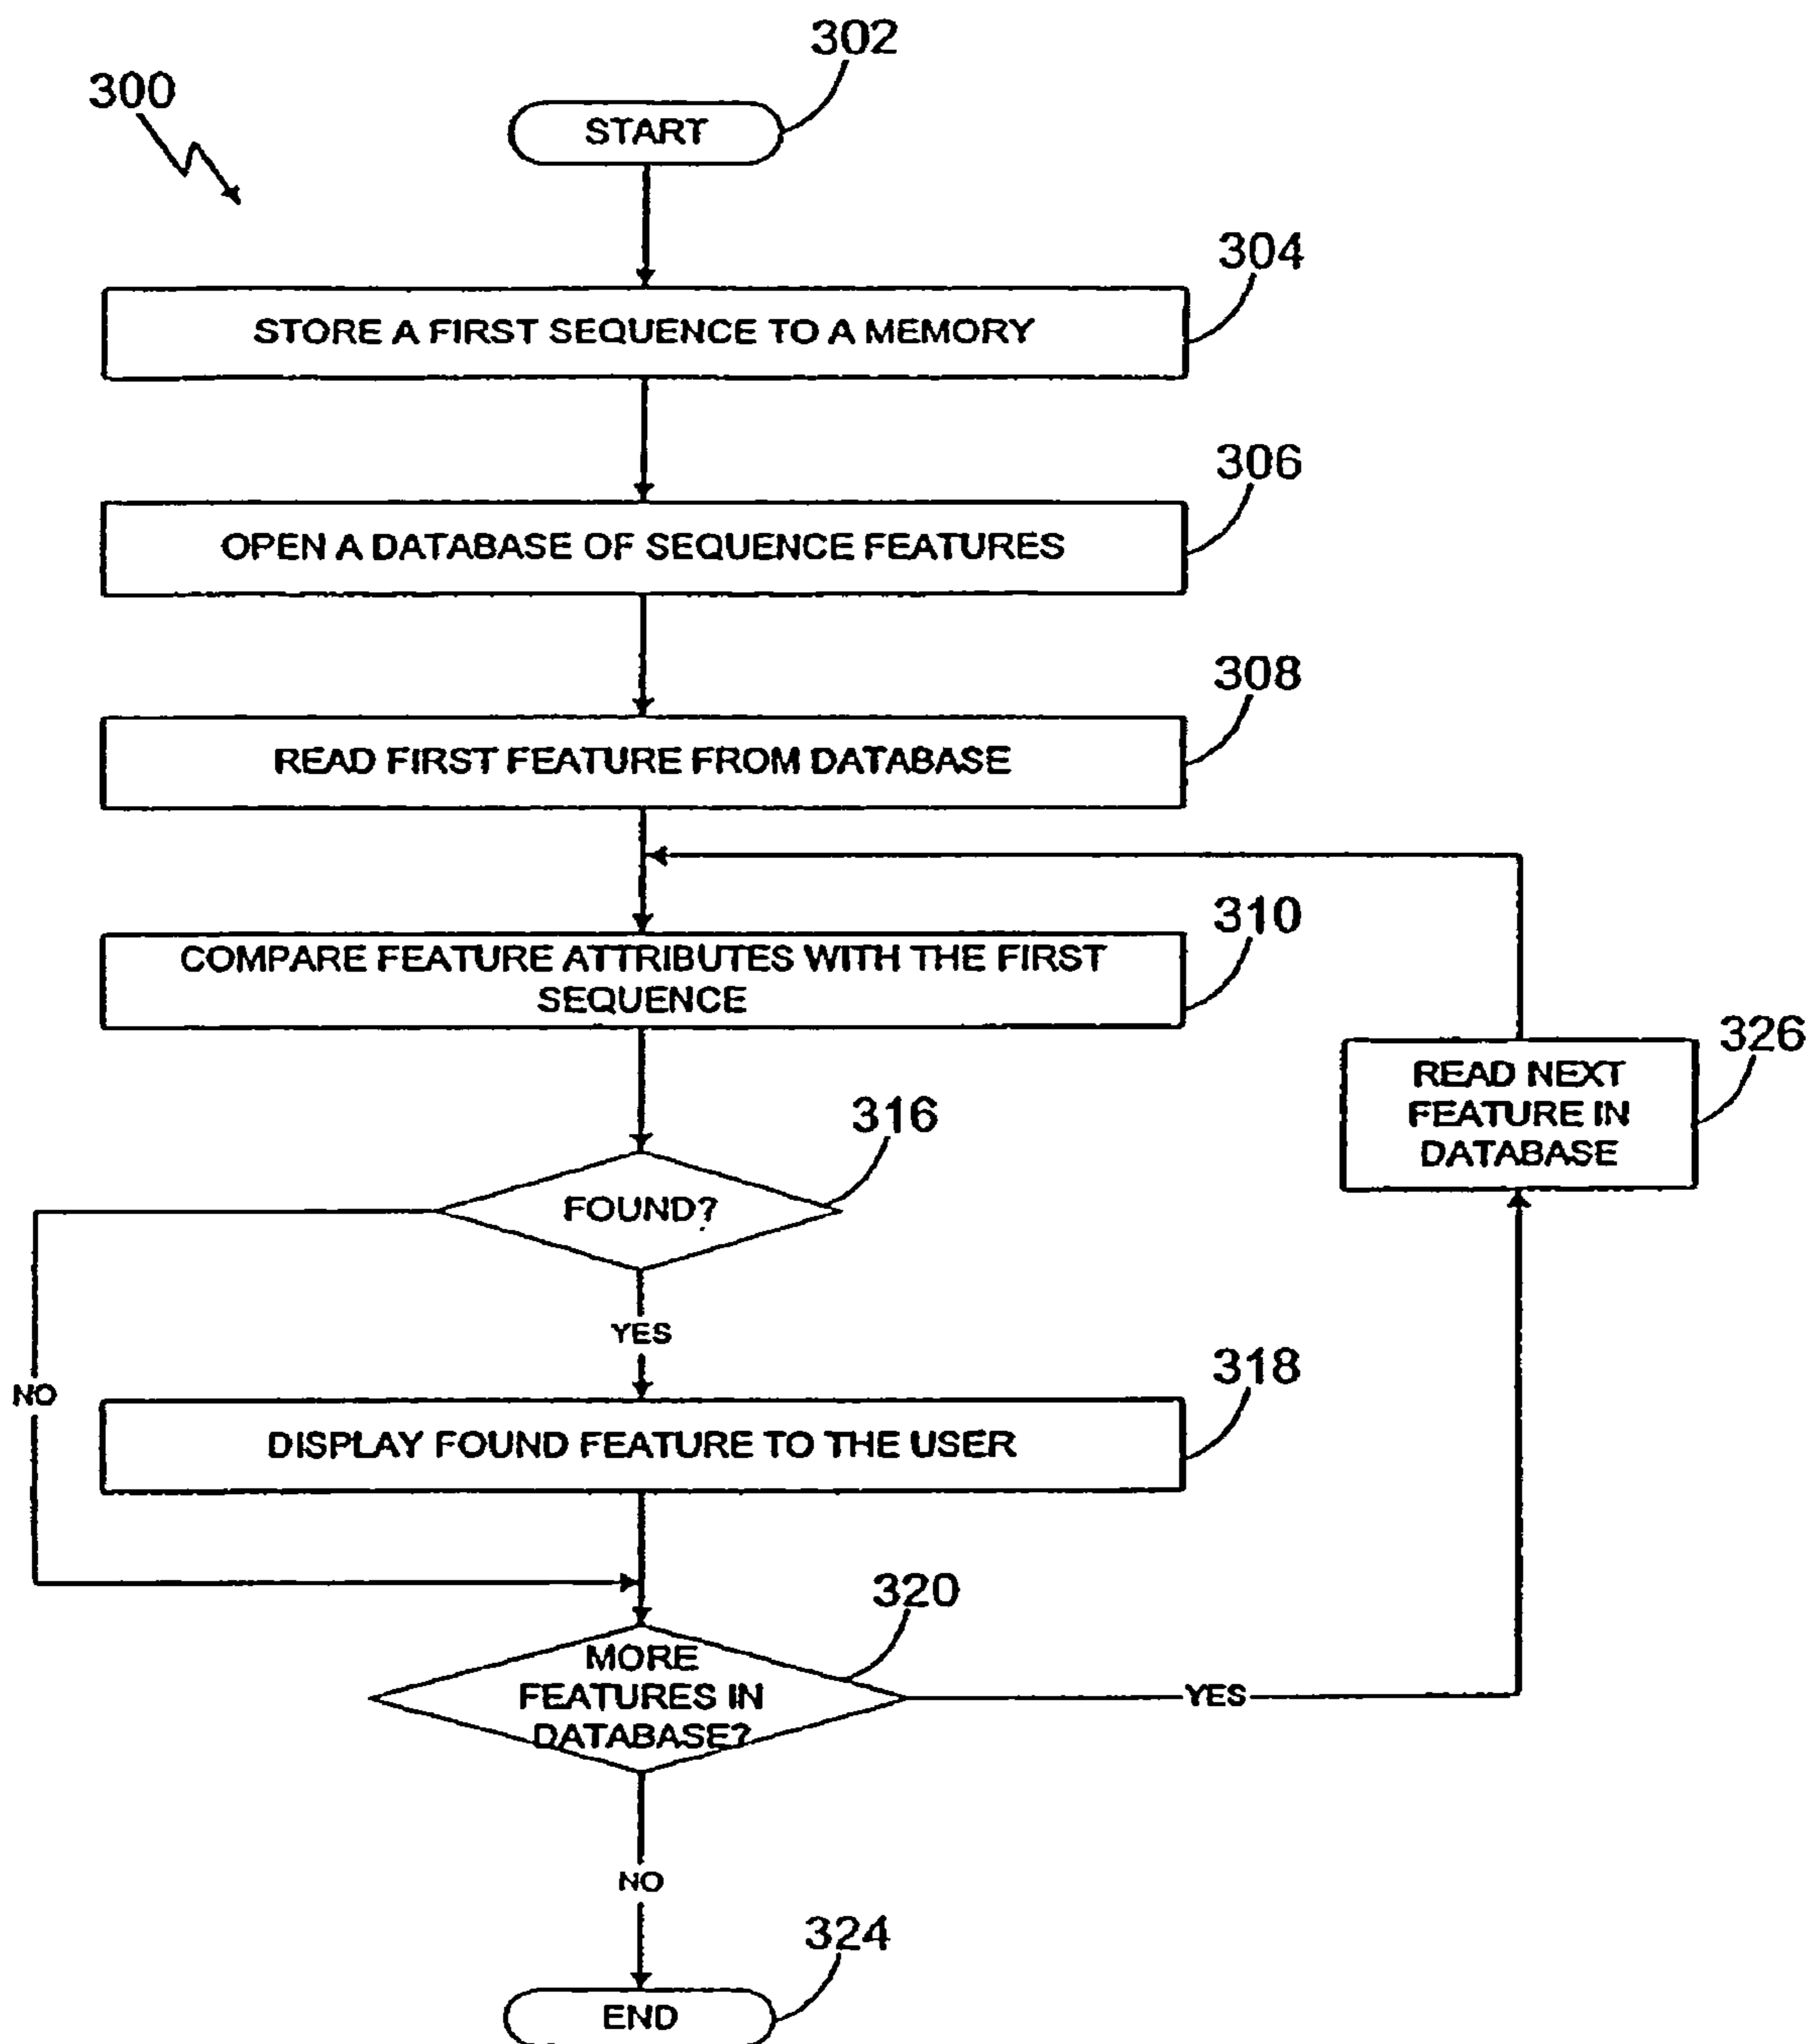 302
300
START
304
STORE A FIRST SEQUENCE TO A MEMORY
306
OPEN A DATABASE OF SEQUENCE FEATURES
308
READ FIRST FEATURE FROM DATABASE
310
COMPARE FEATURE ATTRIBUTES WITH THE FIRST
SEQUENCE
326
READ NEXT
FEATURE IN
DATABASE
316
FOUND?
YES
NO
318
DISPLAY FOUND FEATURE TO THE USER
320
MORE
FEATURES IN
DATABASE?
YES
NO
324
END